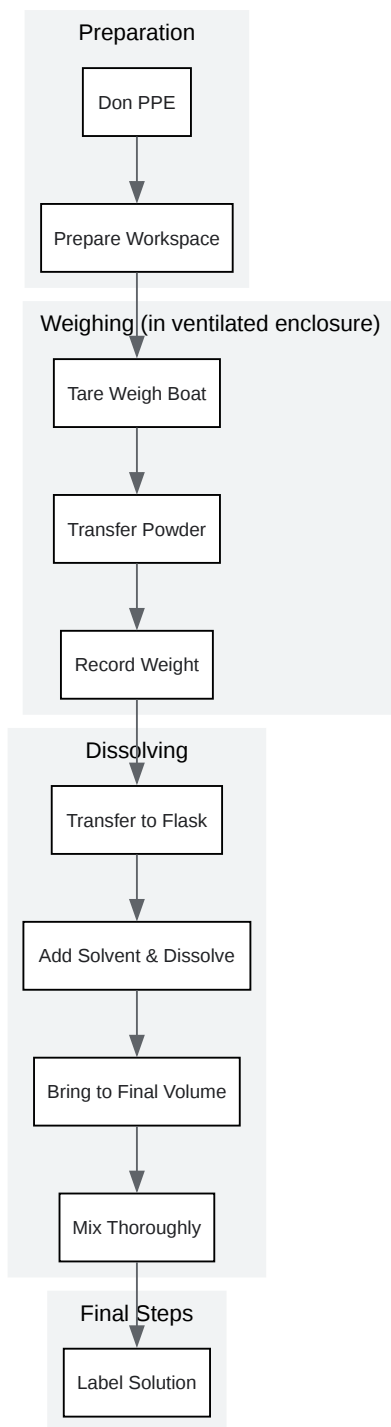 Preparation
Don PPE
Prepare Workspace
Weighing (in ventilated enclosure)
Tare Weigh Boat
Transfer Powder
Record Weight
Dissolving
Transfer to Flask
Add Solvent & Dissolve
Bring to Final Volume
Mix Thoroughly
Final Steps
Label Solution